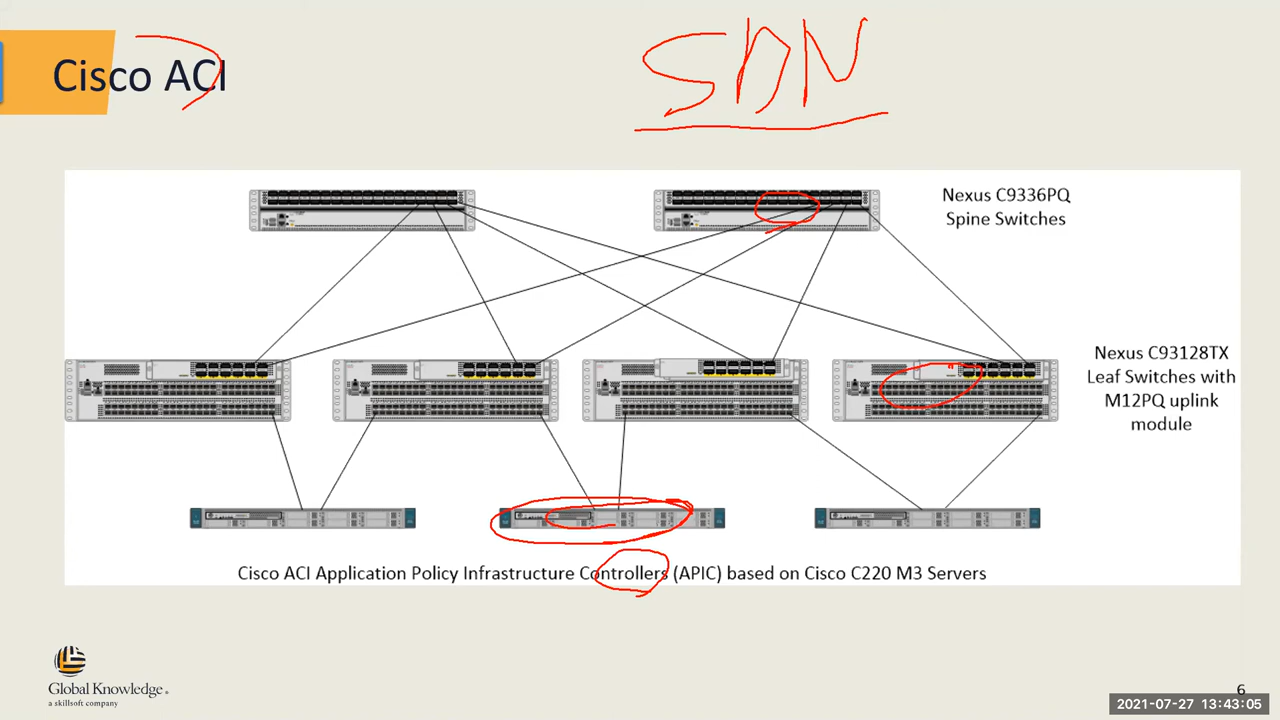 Cisco ACI
SDN
Nexus C9336PQ
Spine Switches
Nexus C93128TX
Leaf Switches with
M12PQ uplink
module
Cisco ACI Application Policy Infrastructure Controllers (APIC) based on Cisco C220 M3 Servers
Global Knowledge®
a skillsoft company
6
2021-07-27 13:43:05